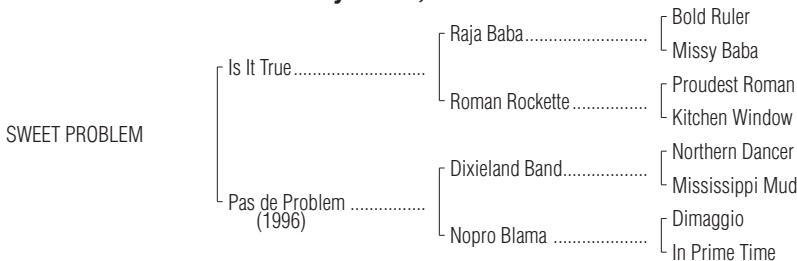 Bold Ruler
Raja Baba..............................
Missy Baba
Is It True...........................
Proudest Roman
Roman Rockette..................
Kitchen Window
SWEET PROBLEM
Northern Dancer
Dixieland Band....................
Mississippi Mud
Pas de Problem ................
(1996)
Dimaggio
Nopro Blama ......................
In Prime Time